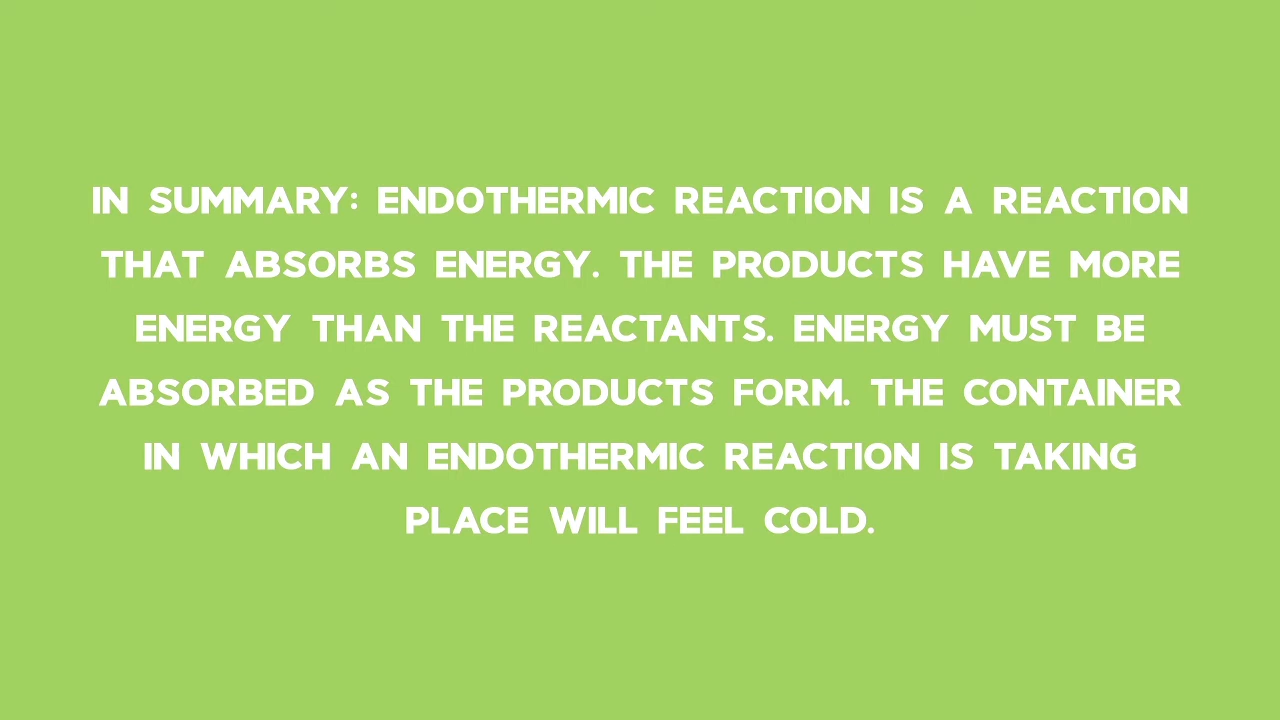 IN SUMMARY: ENDOTHERMIC REACTION IS A REACTION
THAT ABSORBS ENERGY. THE PRODUCTS HAVE MORE
ENERGY THAN THE REACTANTS. ENERGY MUST BE
ABSORBED AS THE PRODUCTS FORM. THE CONTAINER
IN WHICH AN ENDOTHERMIC REACTION IS TAKING
PLACE WILL FEEL COLD.